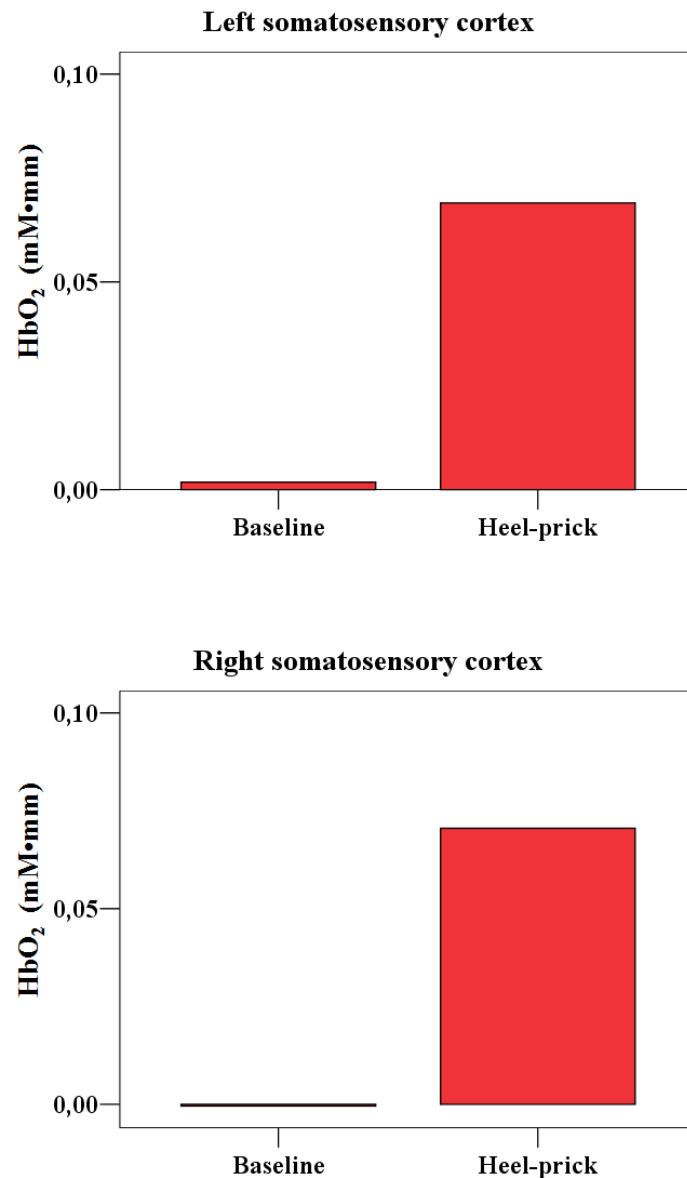 Left somatosensory cortex
0,10
HbO₂ (mM•mm)
0,05
0,00
Baseline Heel-prick
Right somatosensory cortex
0,10
HbO₂ (mM•mm)
0,05
0,00
Baseline Heel-prick